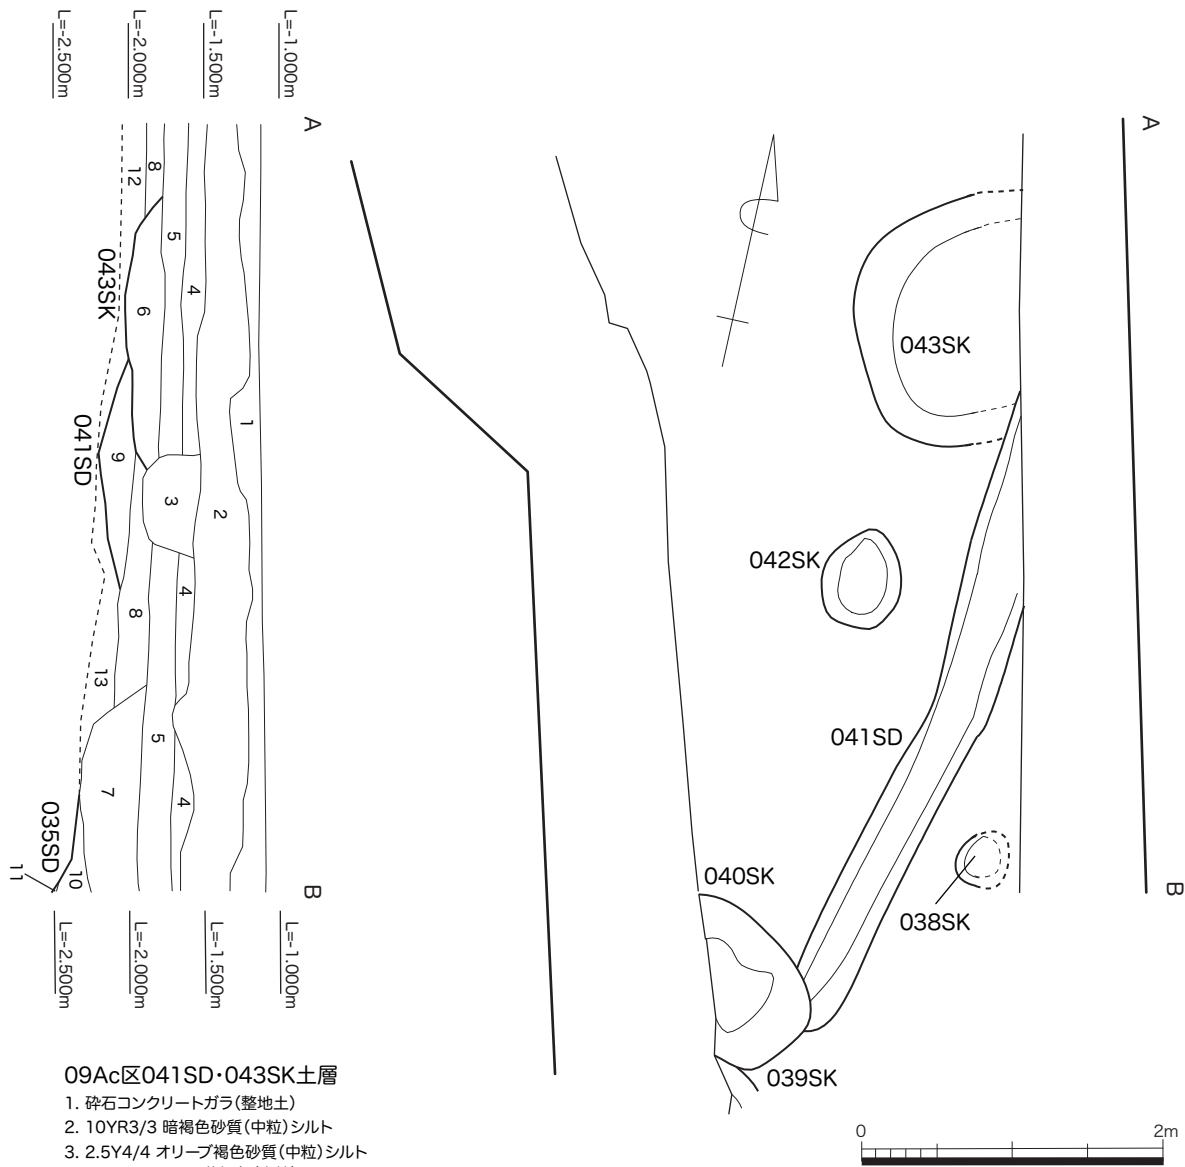 L=-2.500m
L=-2.000m
L=-1.500m
L=-1.000m
A
A
12
8
5
4
6
043SK
1
041SD
9
3
2
4
8
13
5
7
4
035SD
10
11
B
L=-2.500m
L=-2.000m
L=-1.500m
L=-1.000m
043SK
042SK
041SD
038SK
040SK
039SK
B
09Ac区041SD・043SK土層
1. 砕石コンクリートガラ(整地土)
2. 10YR3/3 暗褐色砂質(中粒)シルト
3. 2.5Y4/4 オリーブ褐色砂質(中粒)シルト
0 2m